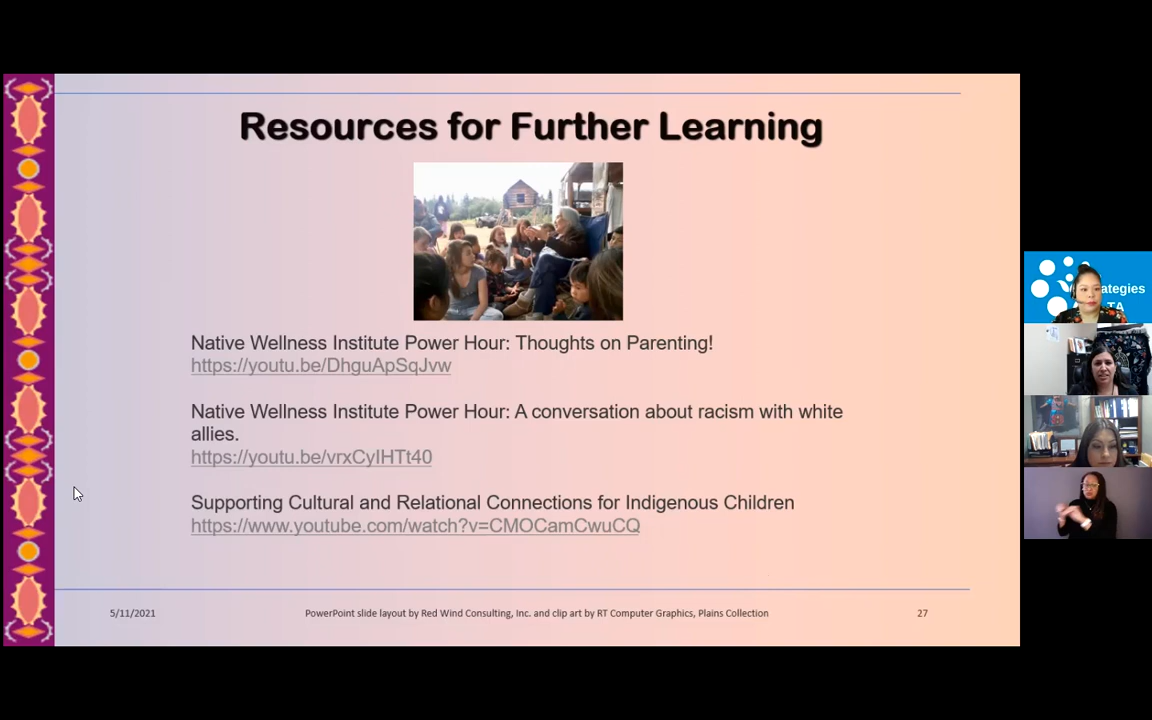 Resources for Further Learning
Native Wellness Institute Power Hour: Thoughts on Parenting!
https://youtu.be/DhguApSqJvw
Native Wellness Institute Power Hour: A conversation about racism with white
allies.
https://youtu.be/vrxCyIHTt40
Supporting Cultural and Relational Connections for Indigenous Children
https://www.youtube.com/watch?v=CMOCamCwuCQ
5/11/2021
PowerPoint slide layout by Red Wind Consulting, Inc. and clip art by RT Computer Graphics, Plains Collection
27